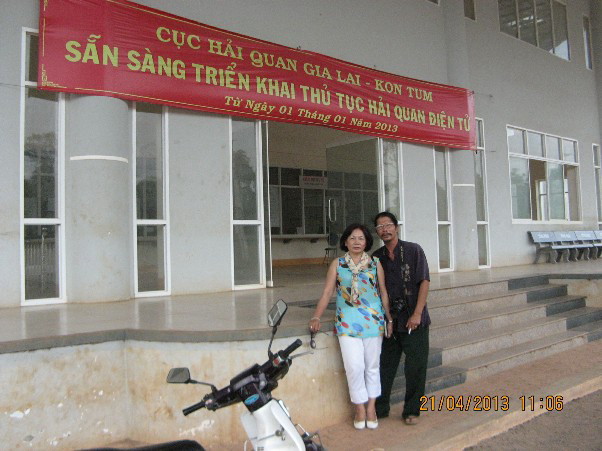 CỤC HẢI QUAN GIA LAI - KON TUM
SẴN SÀNG TRIỂN KHAI THỦ TỤC HẢI QUAN ĐIỆN TỬ
TỪ NGÀY 01 THÁNG 01 NĂM 2013
21/04/2013 11:06